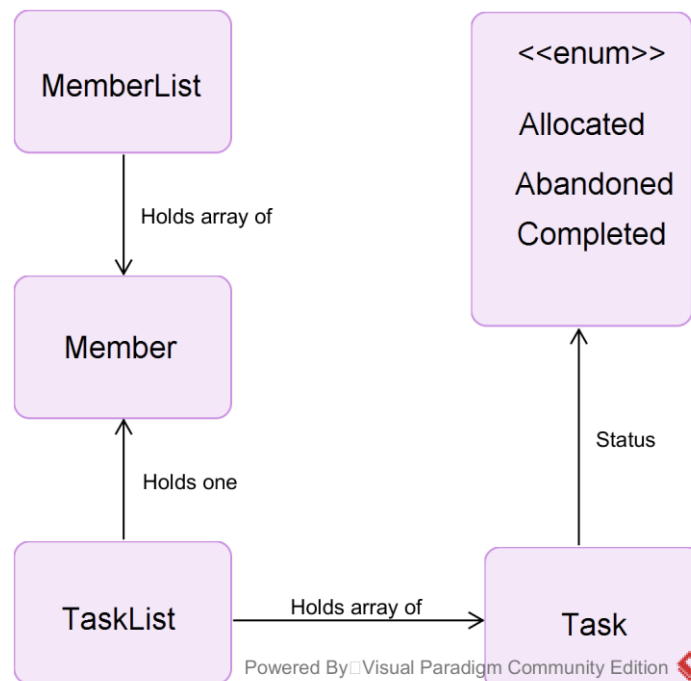 MemberList
<<enum>>
Allocated
Abandoned
Completed
Holds array of
Member
Status
Holds one
TaskList
Holds array of
Task
Powered By Visual Paradigm Community Edition